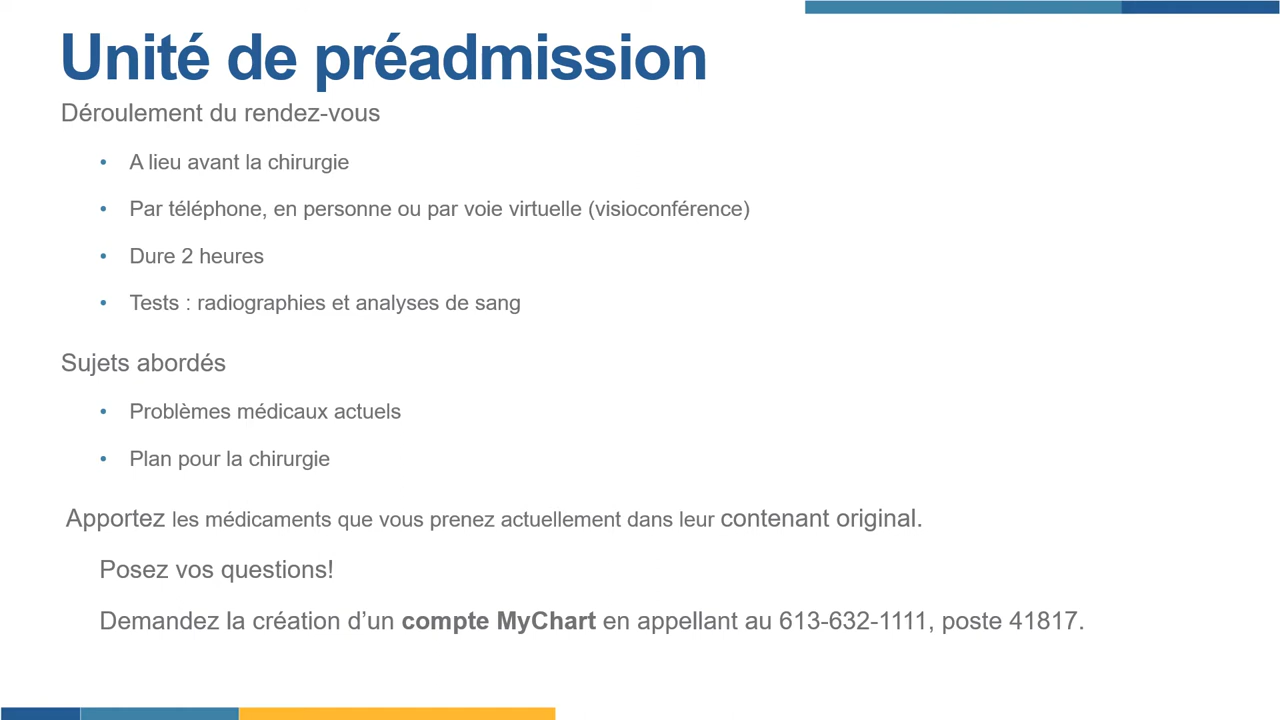 Unité de préadmission
Déroulement du rendez-vous
• A lieu avant la chirurgie
• Par téléphone, en personne ou par voie virtuelle (visioconférence)
• Dure 2 heures
• Tests : radiographies et analyses de sang
Sujets abordés
• Problèmes médicaux actuels
• Plan pour la chirurgie
Apportez les médicaments que vous prenez actuellement dans leur contenant original.
Posez vos questions!
Demandez la création d’un compte MyChart en appellant au 613-632-1111, poste 41817.